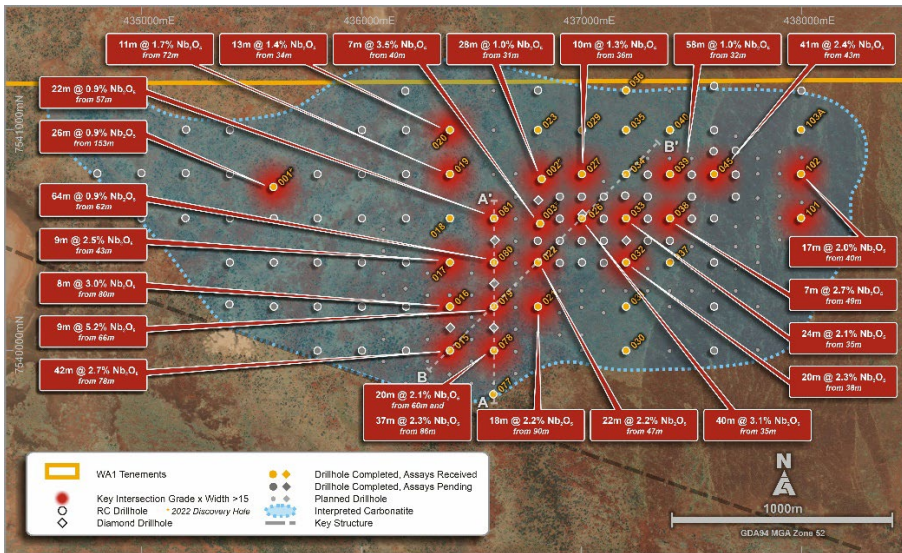 435000mE
436000mE
437000mE
438000mE
11m @ 1.7% Nb₂O₅
from 72m
13m @ 1.4% Nb₂O₅
from 34m
7m @ 3.5% Nb₂O₅
from 40m
28m @ 1.0% Nb₂O₅
from 31m
10m @ 1.3% Nb₂O₅
from 36m
58m @ 1.0% Nb₂O₅
from 32m
41m @ 2.4% Nb₂O₅
from 43m
22m @ 0.9% Nb₂O₅
from 57m
26m @ 0.9% Nb₂O₅
from 153m
64m @ 0.9% Nb₂O₅
from 62m
9m @ 2.5% Nb₂O₅
from 43m
8m @ 3.0% Nb₂O₅
from 80m
9m @ 5.2% Nb₂O₅
from 66m
42m @ 2.7% Nb₂O₅
from 78m
7641000mN
7640000mN
036
023
029
035
040
103A
020
019
002*
027
034
B'
039
045
102
001*
A'
081
003
026
033
038
101
018
017
080
022
032
037
016
079
030
015
078
B
A
077
17m @ 2.0% Nb₂O₅
from 40m
7m @ 2.7% Nb₂O₅
from 49m
24m @ 2.1% Nb₂O₅
from 35m
20m @ 2.3% Nb₂O₅
from 38m
20m @ 2.1% Nb₂O₅
from 60m and
37m @ 2.3% Nb₂O₅
from 86m
18m @ 2.2% Nb₂O₅
from 90m
22m @ 2.2% Nb₂O₅
from 47m
40m @ 3.1% Nb₂O₅
from 35m
WA1 Tenements
Key Intersection Grade x Width >15
RC Drillhole
* 2022 Discovery Hole
Diamond Drillhole
Drillhole Completed, Assays Received
Drillhole Completed, Assays Pending
Planned Drillhole
Interpreted Carbonatite
Key Structure
N
1000m
GDA94 MGA Zone 52